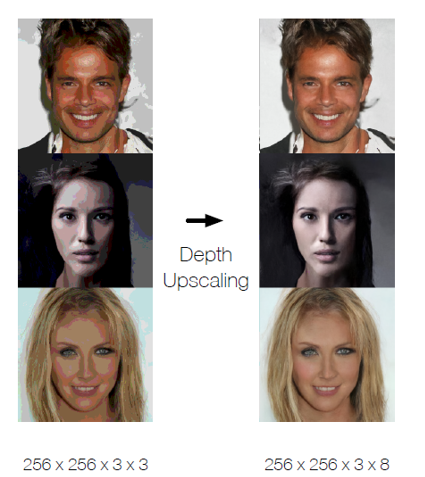 Depth
Upscaling
256 x 256 x 3 x 3
256 x 256 x 3 x 8